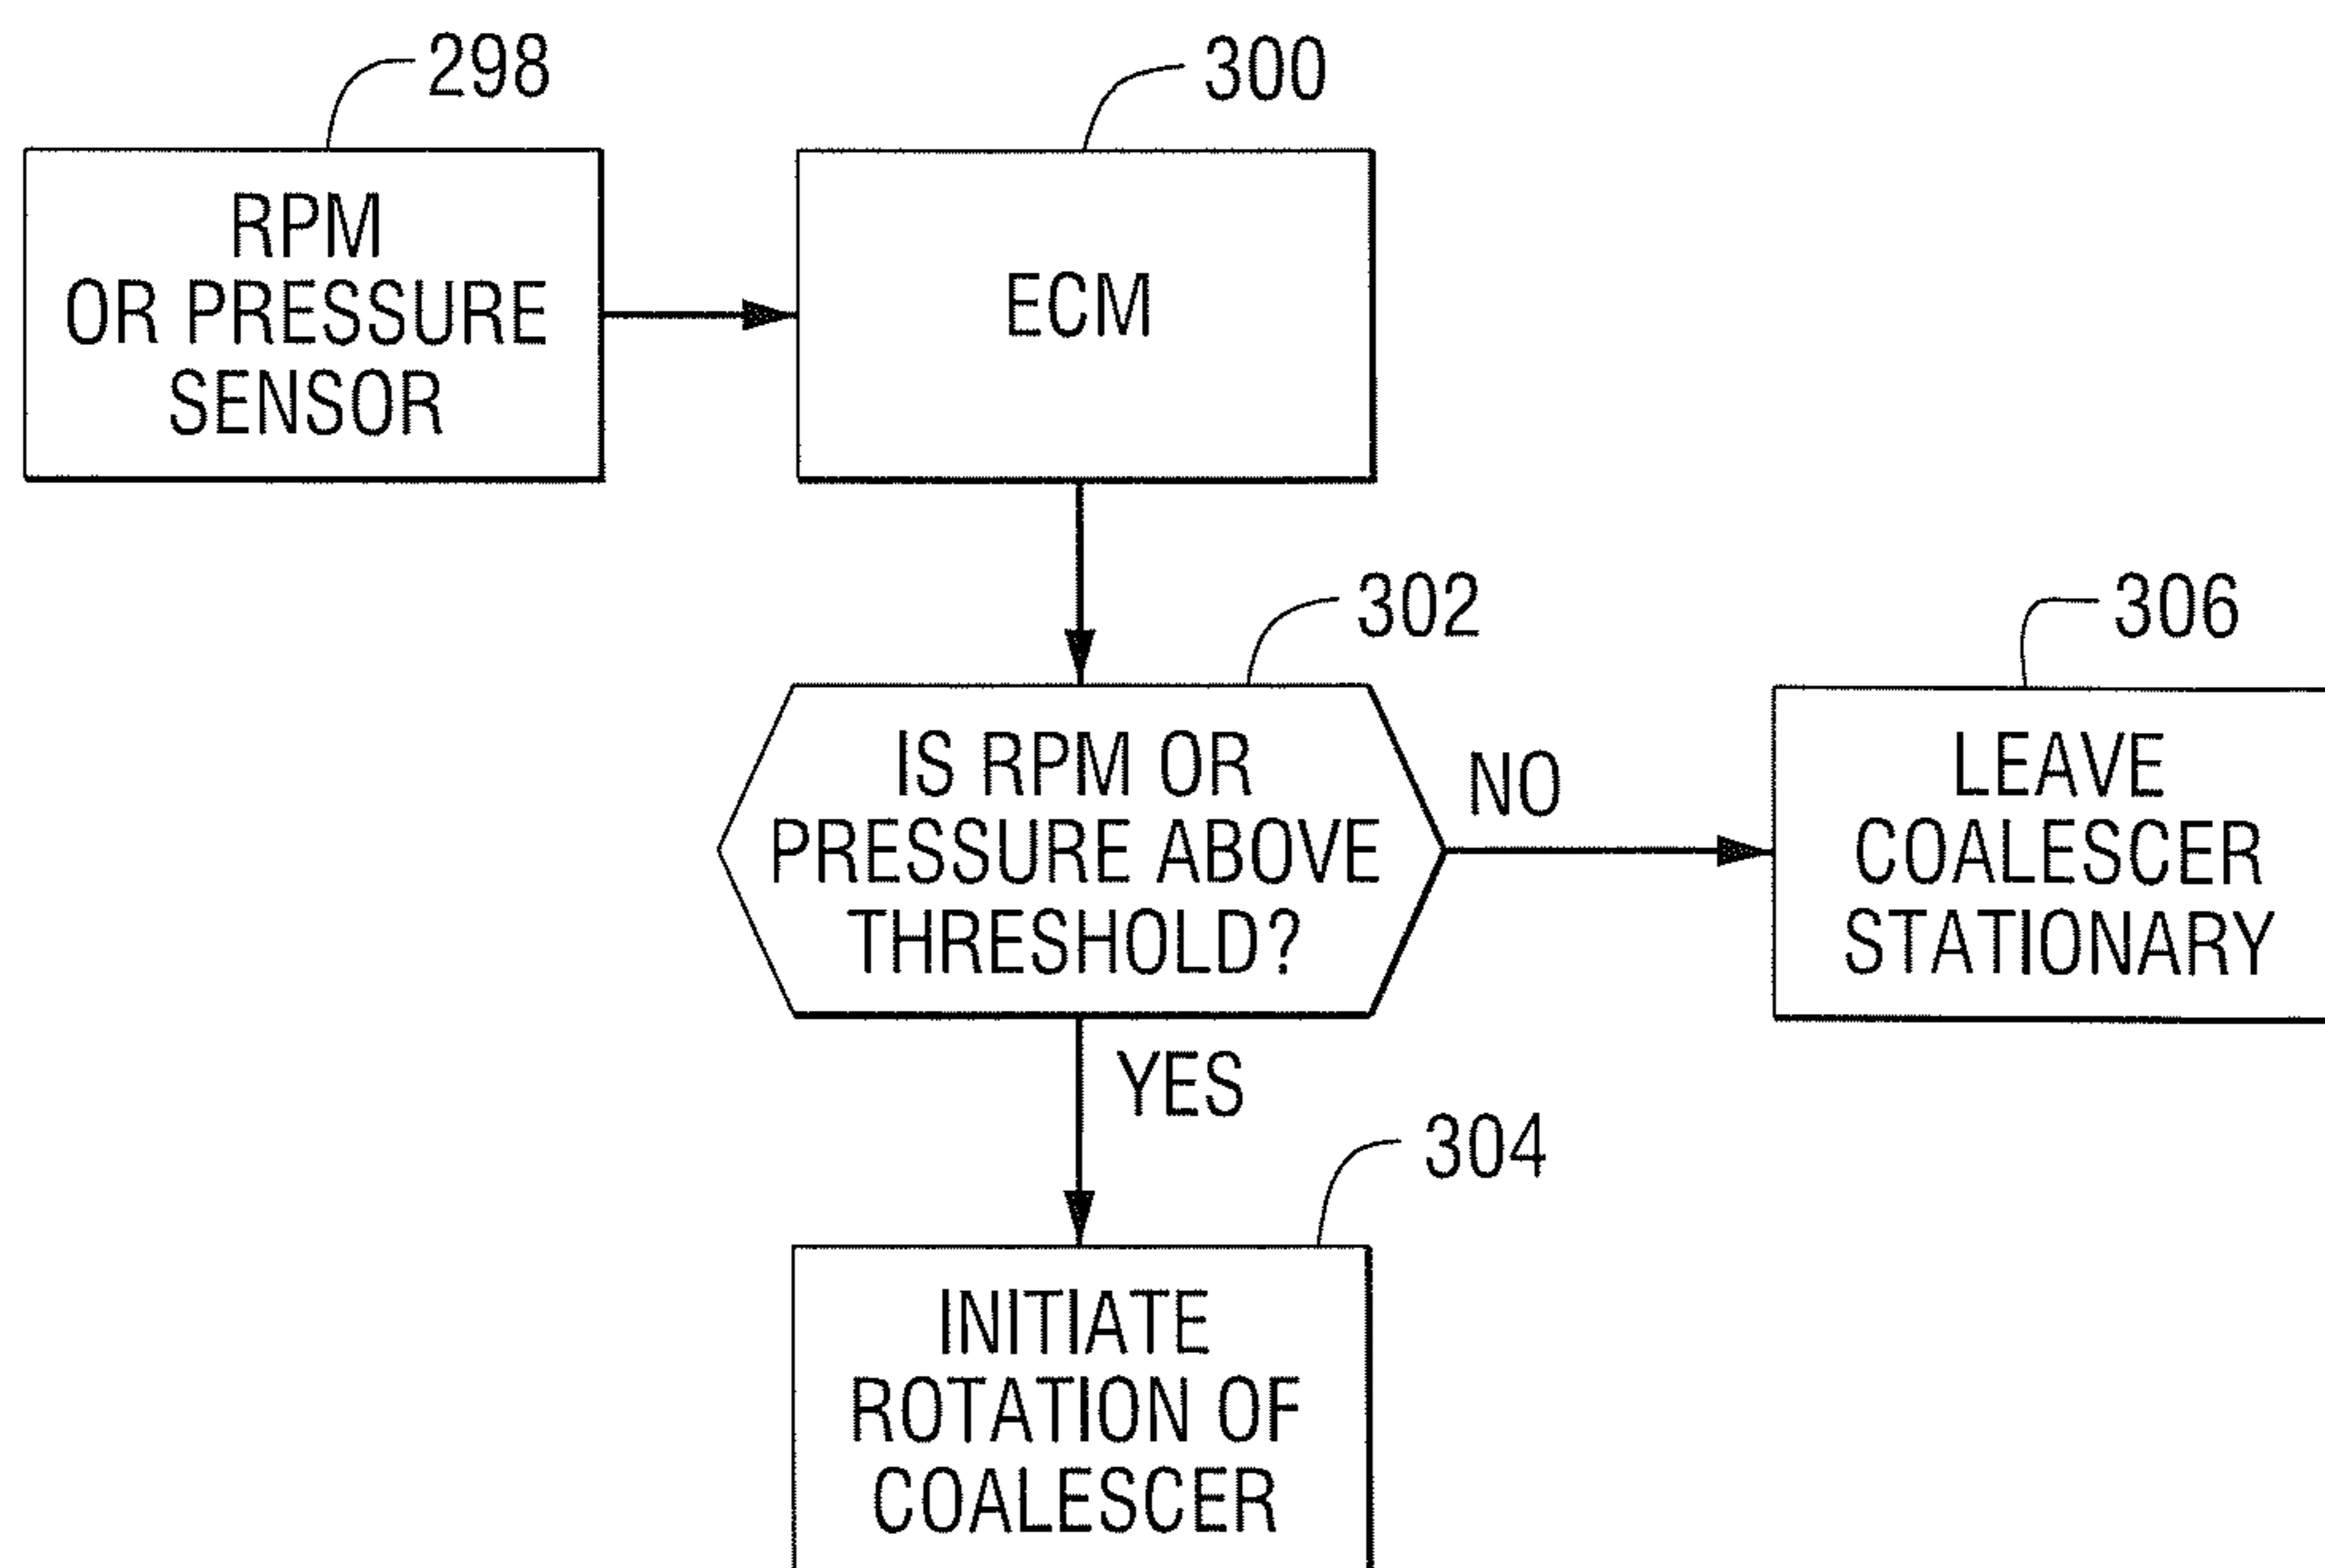 298
300
RPM
OR PRESSURE
SENSOR
ECM
302
306
IS RPM OR
PRESSURE ABOVE
THRESHOLD?
NO
LEAVE
COALESCER
STATIONARY
YES
304
INITIATE
ROTATION OF
COALESCER